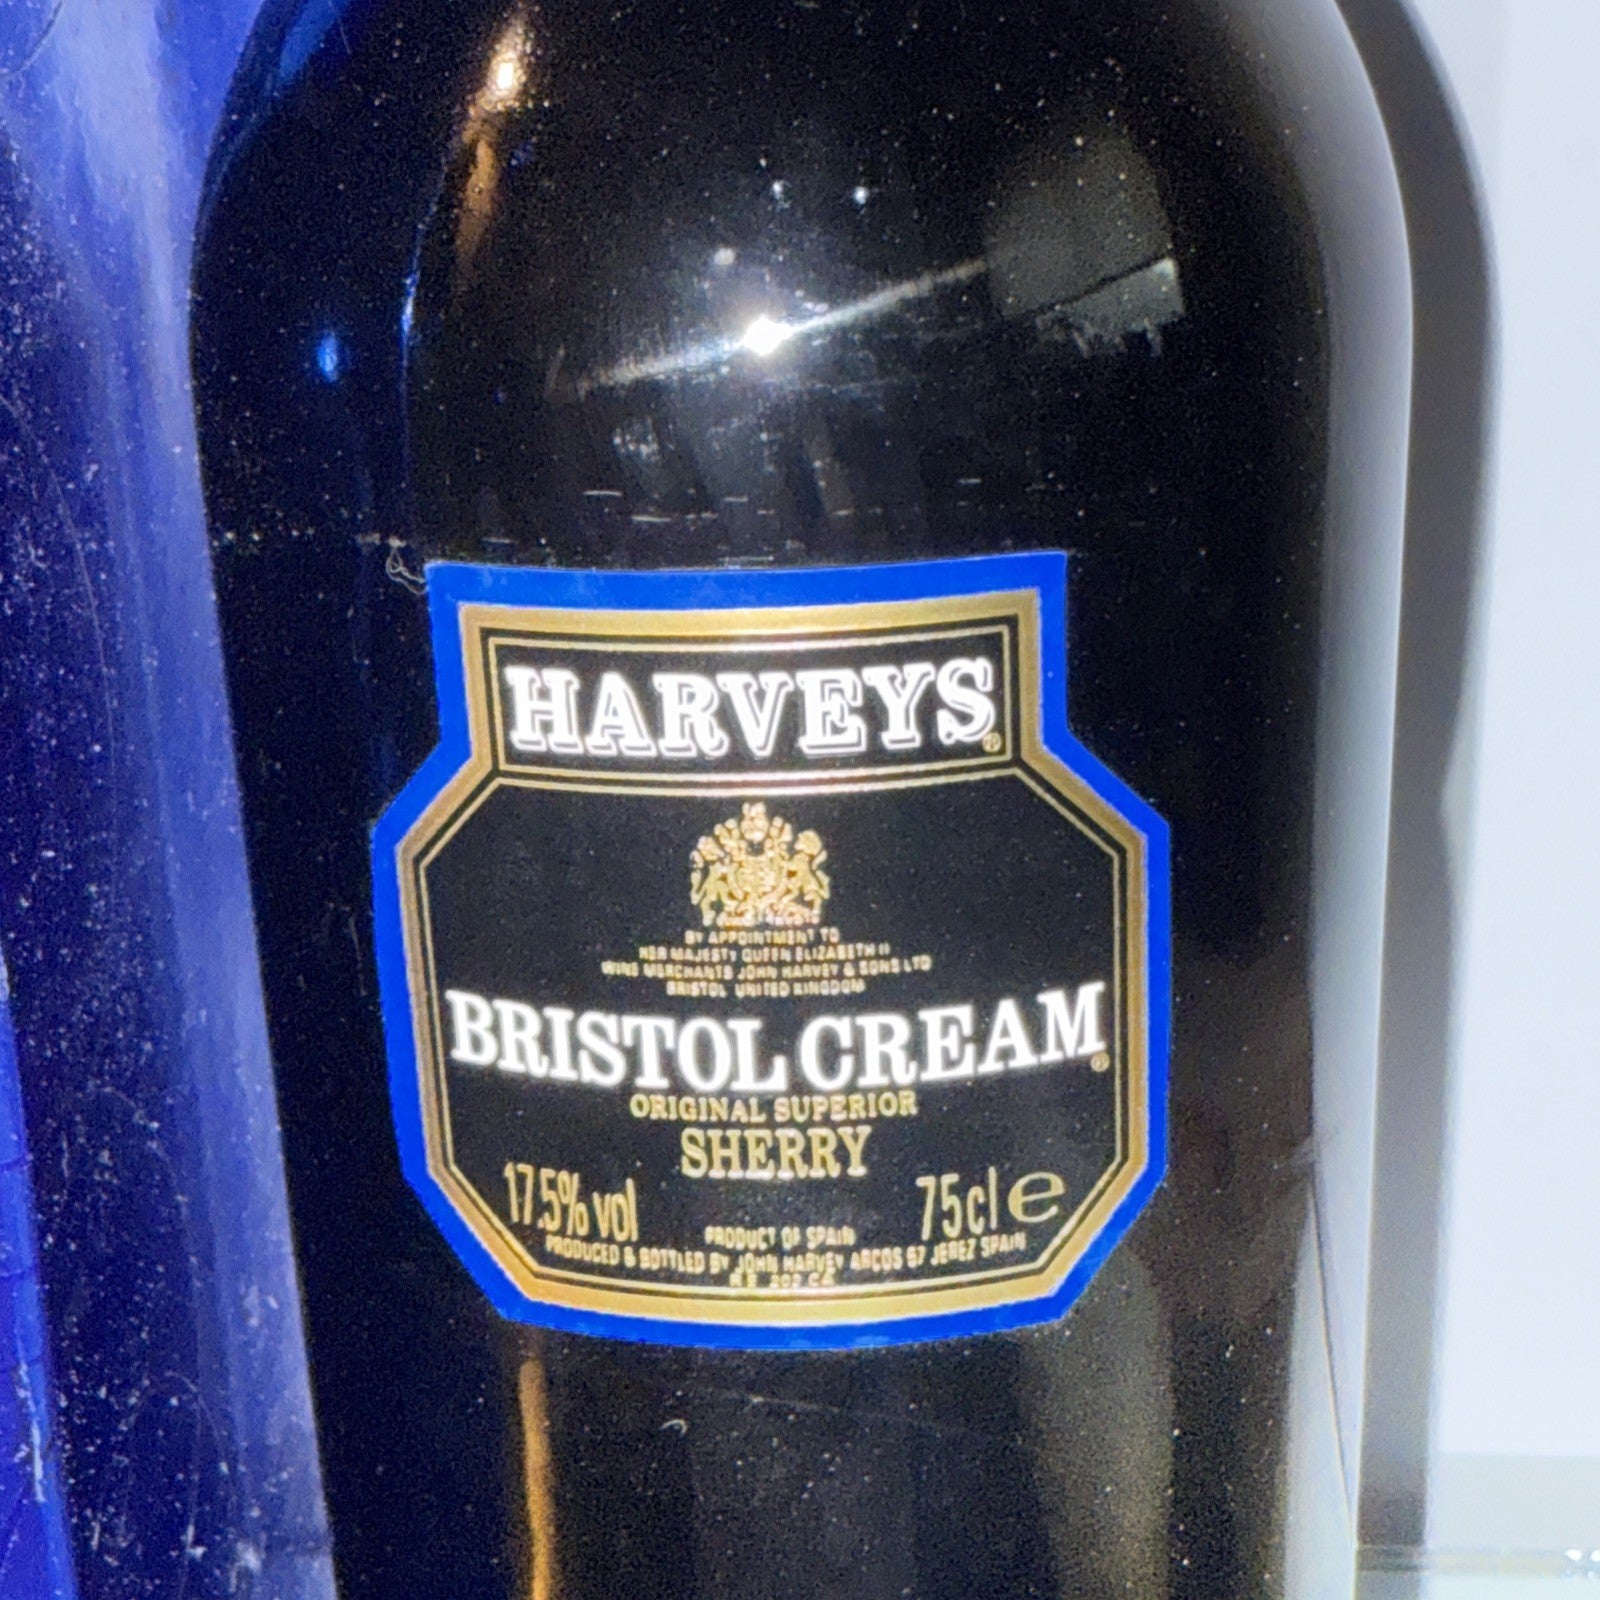 HARVEYS®
BY APPOINTMENT TO
HER MAJESTY QUEEN ELIZABETH II
WINE MERCHANTS JOHN HARVEY & SONS LTD
BRISTOL UNITED KINGDOM
BRISTOL CREAM®
ORIGINAL SUPERIOR
SHERRY
17.5% vol
75cl e
PRODUCT OF SPAIN
PRODUCED & BOTTLED BY JOHN HARVEY ARCOS 67 JEREZ SPAIN